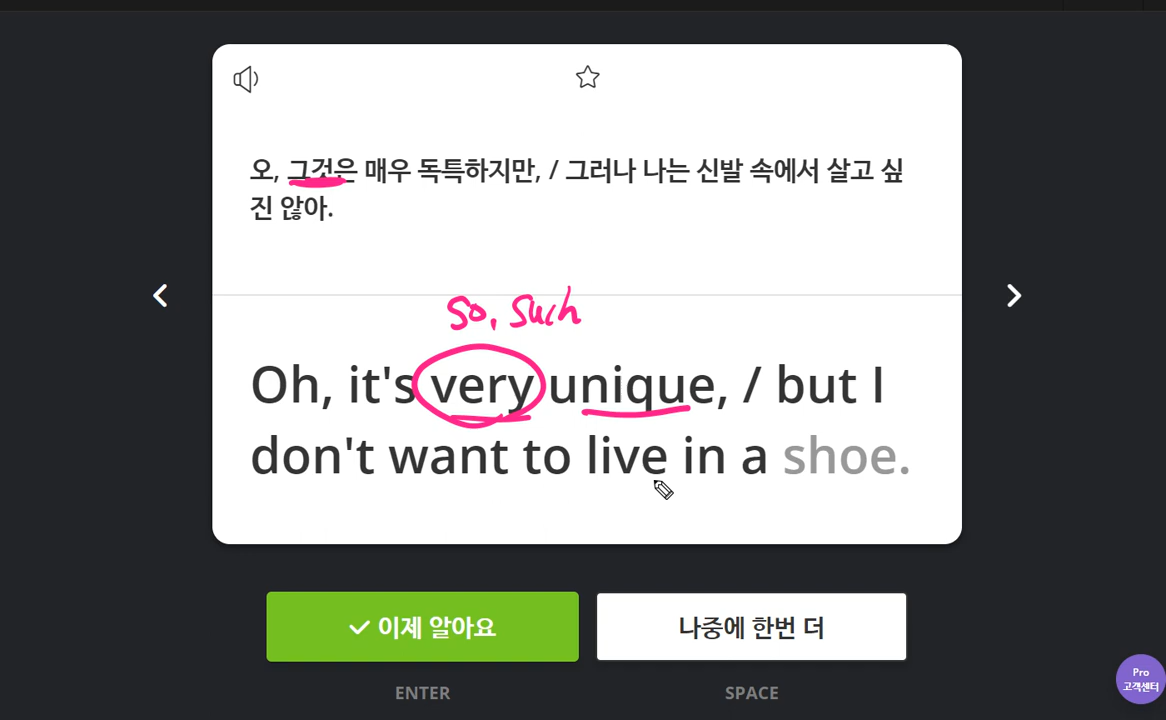 오, 그것은 매우 독특하지만, / 그러나 나는 신발 속에서 살고 싶
진 않아.
so, such
Oh, it's very unique, / but I
don't want to live in a shoe.
이제 알아요
나중에 한번 더
ENTER
SPACE
Pro
고객센터